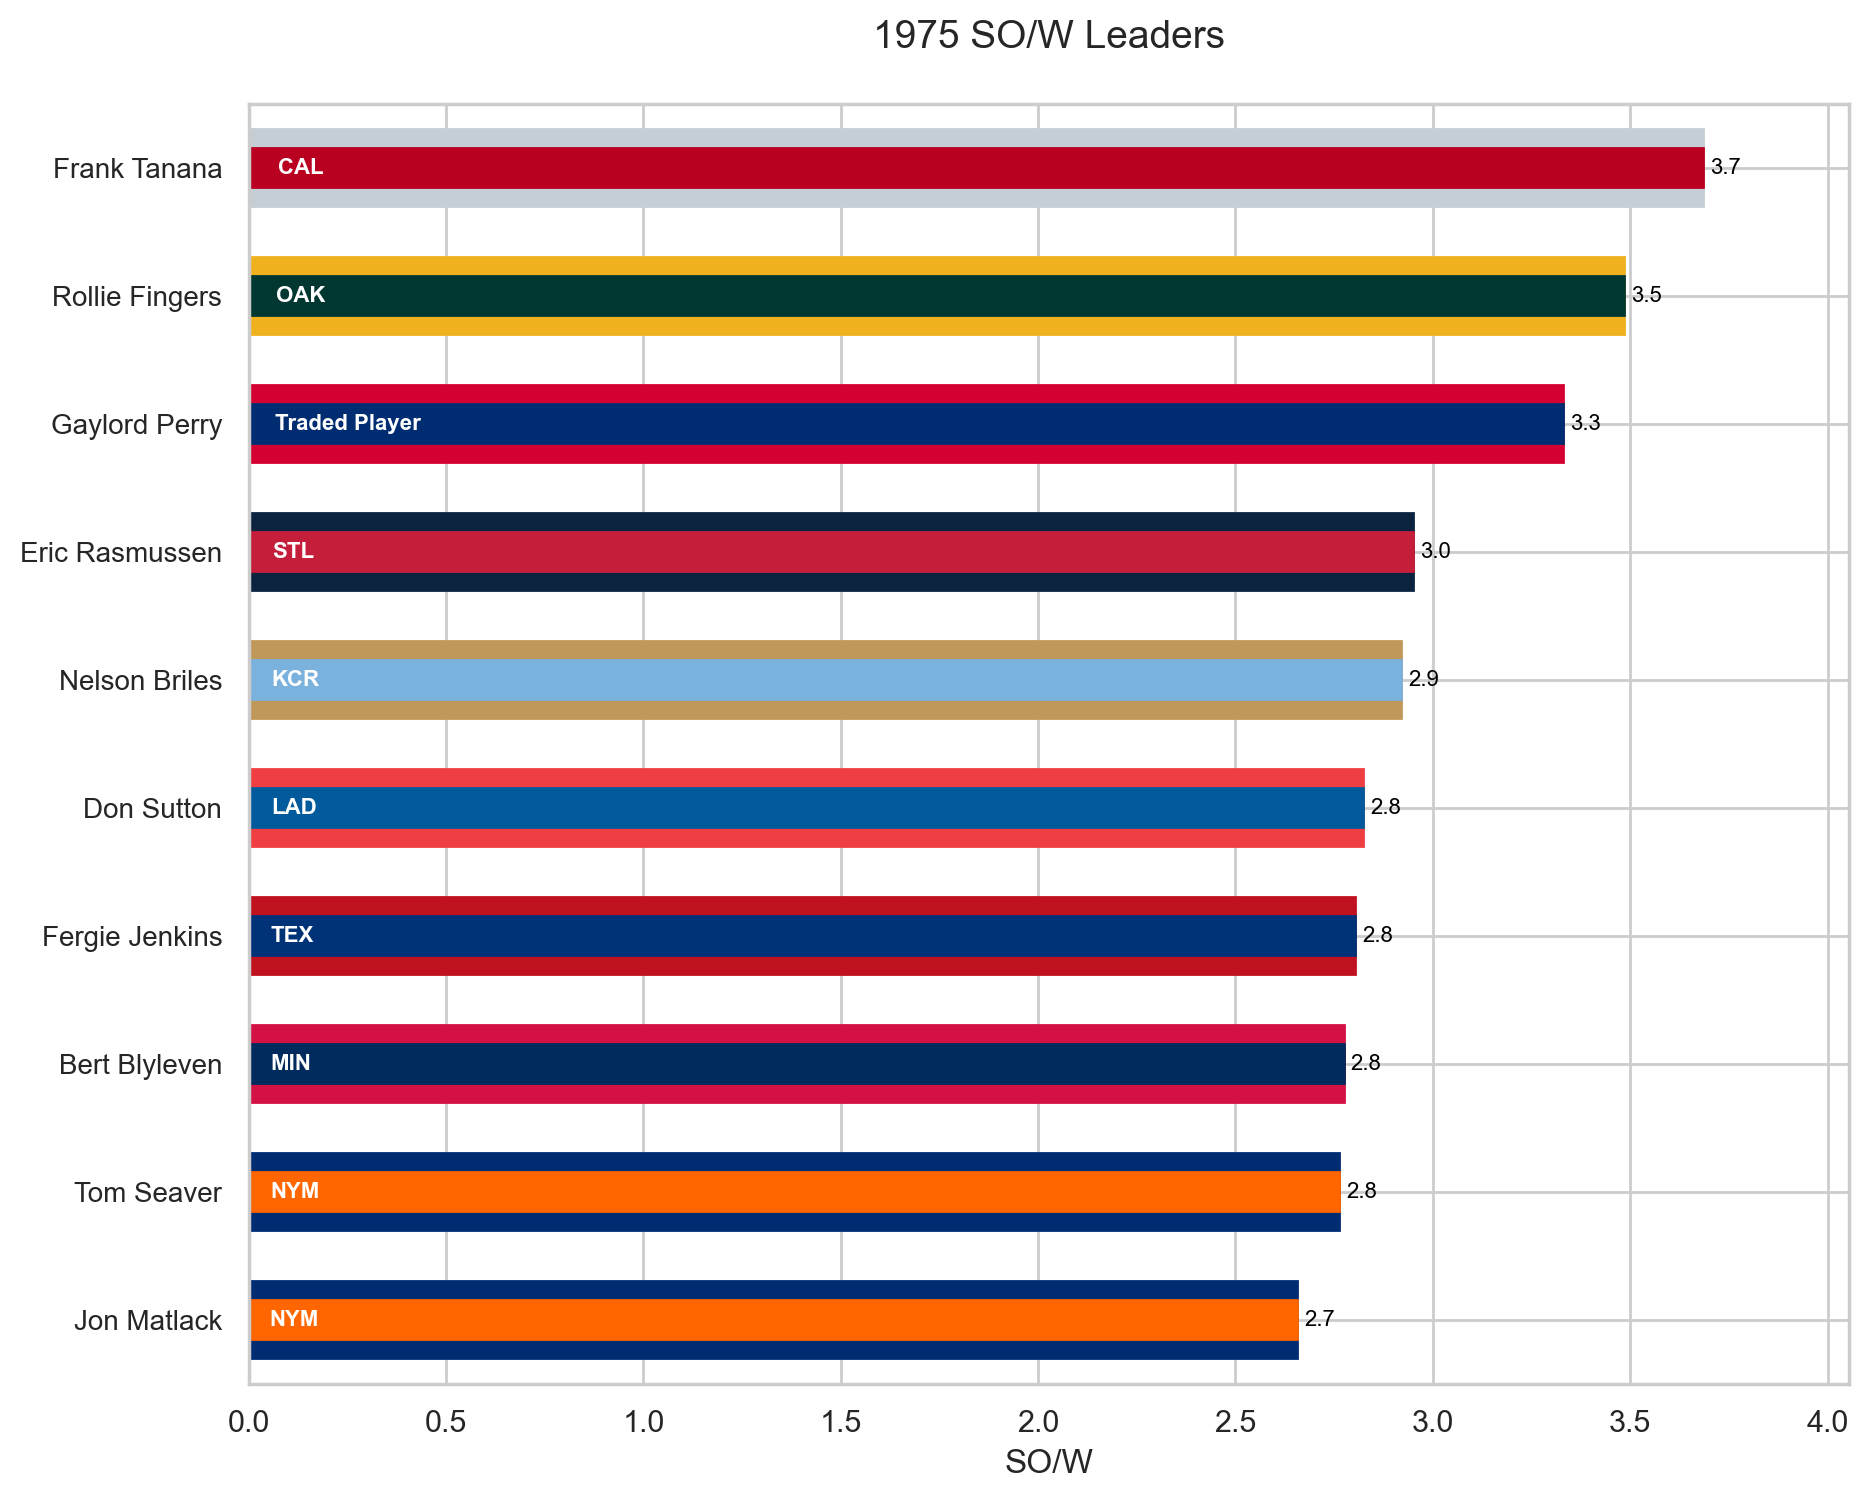 1975 SO/W Leaders
Frank Tanana CAL 3.7
Rollie Fingers OAK 3.5
Gaylord Perry Traded Player 3.3
Eric Rasmussen STL 3.0
Nelson Briles KCR 2.9
Don Sutton LAD 2.8
Fergie Jenkins TEX 2.8
Bert Blyleven MIN 2.8
Tom Seaver NYM 2.8
Jon Matlack NYM 2.7
0.0 0.5 1.0 1.5 2.0 2.5 3.0 3.5 4.0
SO/W